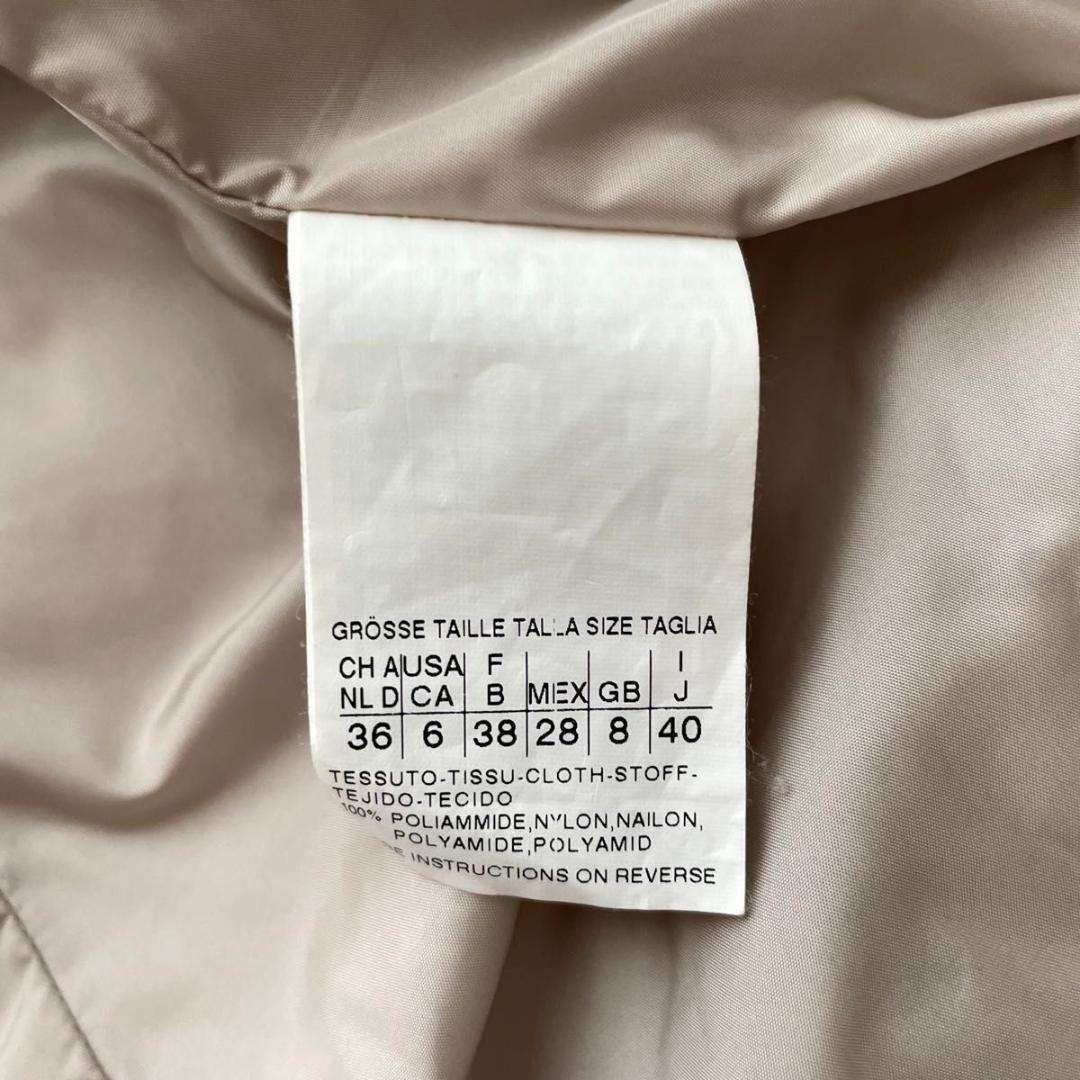 GRÖSSE TAILLE TALLA SIZE TAGLIA
CH A USA F I
NL D CA B MEX GB J
36 6 38 28 8 40
TESSUTO-TISSU-CLOTH-STOFF-
TEJIDO-TECIDO
100% POLIAMMIDE,NYLON,NAILON,
POLYAMIDE,POLYAMID
INSTRUCTIONS ON REVERSE